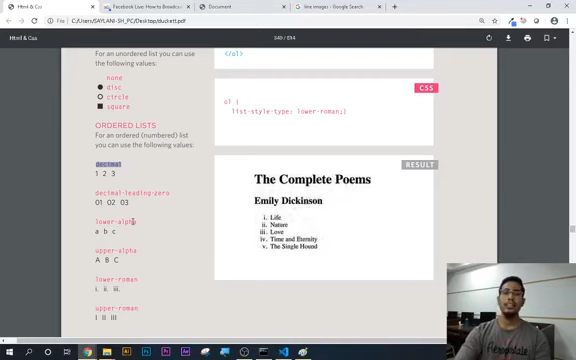 Html & Css
Facebook Live: How to Broadcas
Document
line images - Google Search
File
C:/Users/SAYLANI-SH_PC/Desktop/duckett.pdf
Html & Css
349 / 514
For an unordered list you can use
the following values:
none
disc
circle
square
ORDERED LISTS
For an ordered (numbered) list
you can use the following values:
decimal
1 2 3
decimal-leading-zero
01 02 03
lower-alpha
a b c
upper-alpha
A B C
lower-roman
i. ii. iii.
upper-roman
I II III
</ol>
CSS
ol {
list-style-type: lower-roman;}
RESULT
The Complete Poems
Emily Dickinson
i. Life
ii. Nature
iii. Love
iv. Time and Eternity
v. The Single Hound